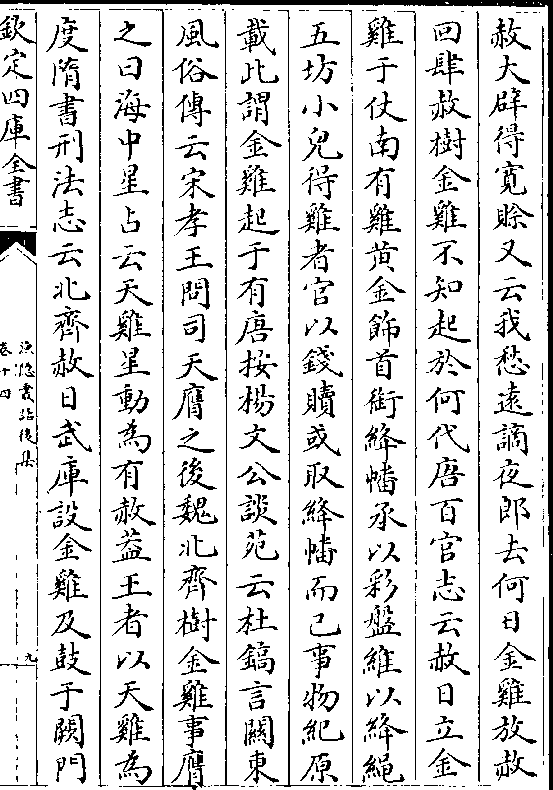 赦大辟得寛賖又云我愁逺謫夜郎去何日金雞放赦
回肆赦樹金雞不知起於何代唐百官志云赦日立金
雞于仗南有雞黄金飾首銜絳幡承以彩盤維以絳繩
五坊小兒得雞者官以錢贖或取絳幡而已事物紀原
載此謂金雞起于有唐按楊文公談苑云杜鎬言關東
風俗傳云宋孝王問司天膺之後魏北齊樹金雞事膺
之曰海中星占云天雞星動為有赦葢王者以天雞為
度隋書刑法志云北齊赦日武庫設金雞及鼓于闕門
欽定四庫全書
漁隱叢話後集
卷十四
九